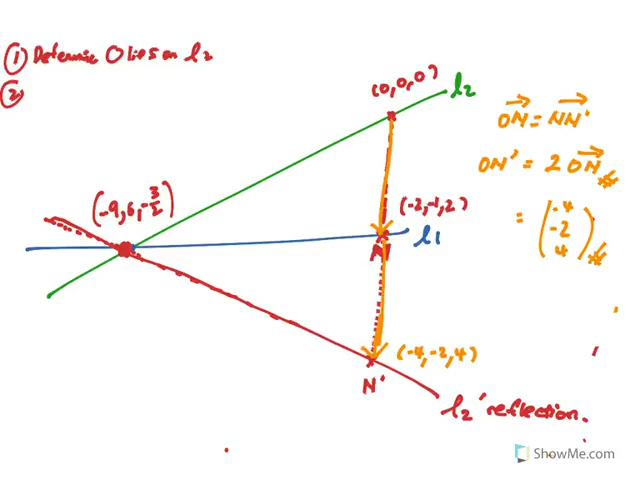 ① Determine O lies on l2
②
(0,0,0)
l2
(-9,6,-3/2)
(-2,-1,2)
N
l1
(-4,-2,4)
N'
l2' reflection.
ON = NN'
ON' = 2 ON
= (-4
-2
4)
ShowMe.com